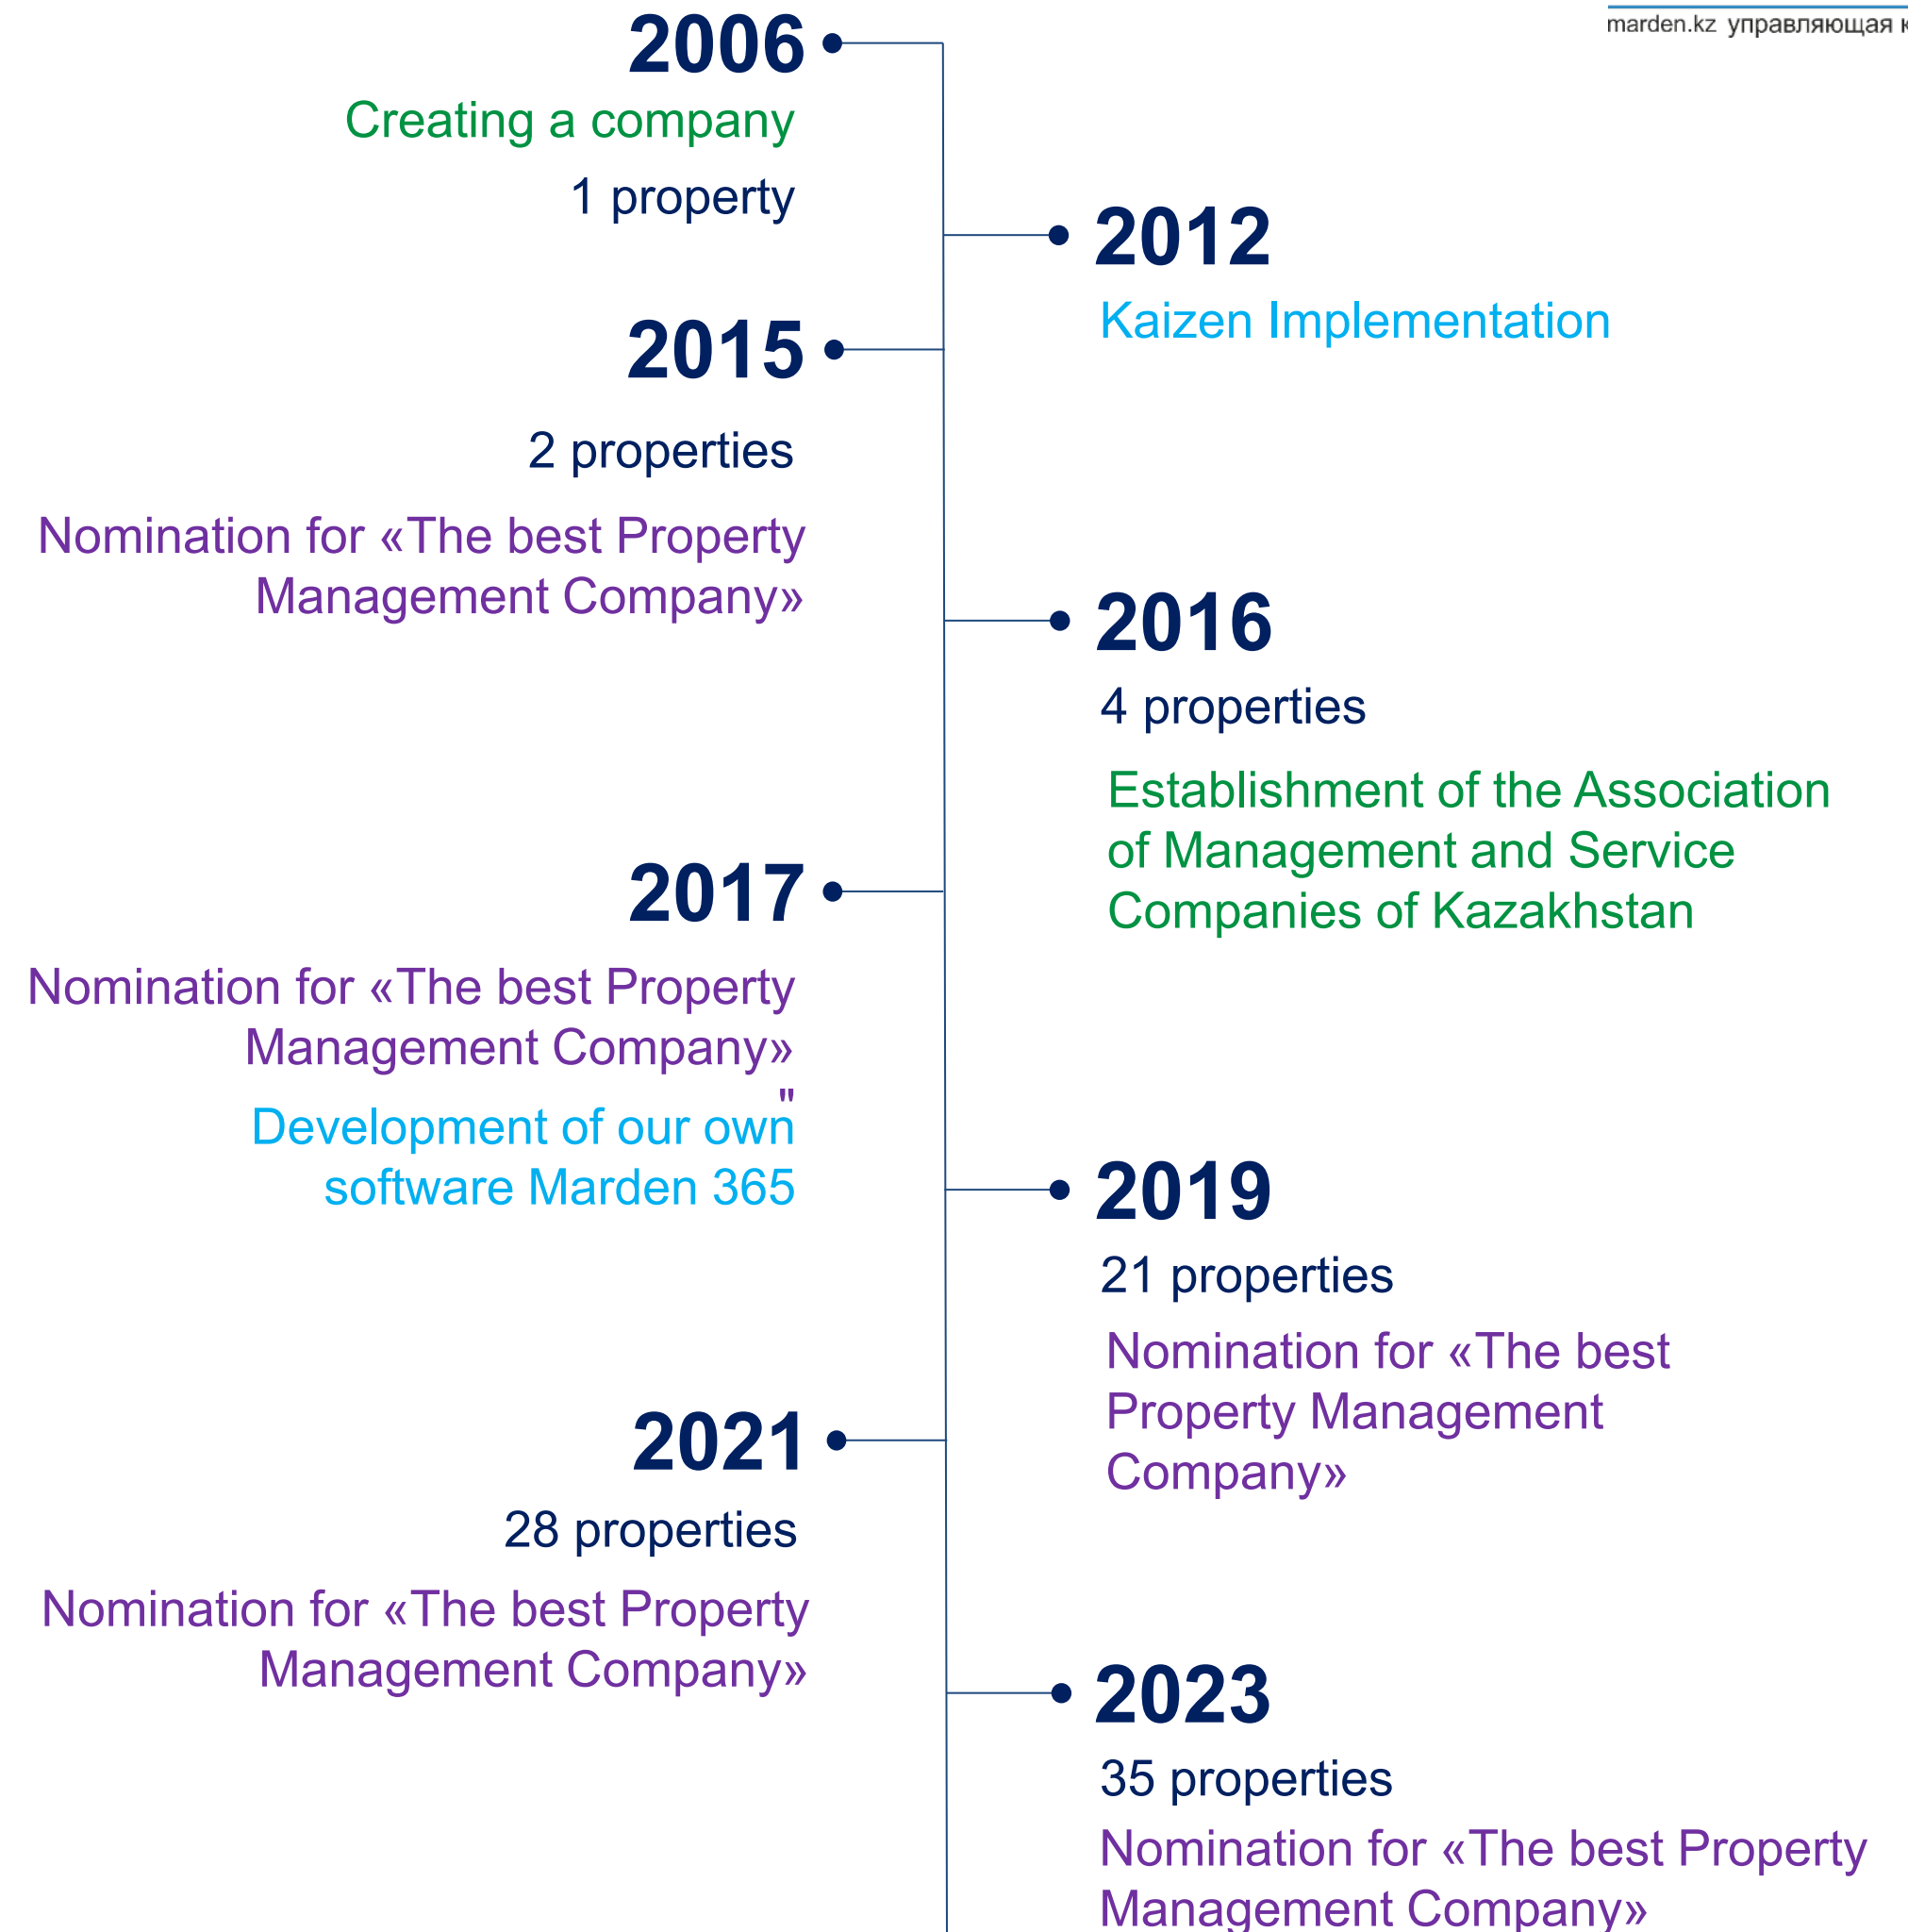 marden.kz управляющая
2006
Creating a company
1 property
2012
Kaizen Implementation
2015
2 properties
Nomination for «The best Property
Management Company»
2016
4 properties
Establishment of the Association
of Management and Service
Companies of Kazakhstan
2017
Nomination for «The best Property
Management Company»
"
Development of our own
software Marden 365
2019
21 properties
Nomination for «The best
Property Management
Company»
2021
28 properties
Nomination for «The best Property
Management Company»
2023
35 properties
Nomination for «The best Property
Management Company»